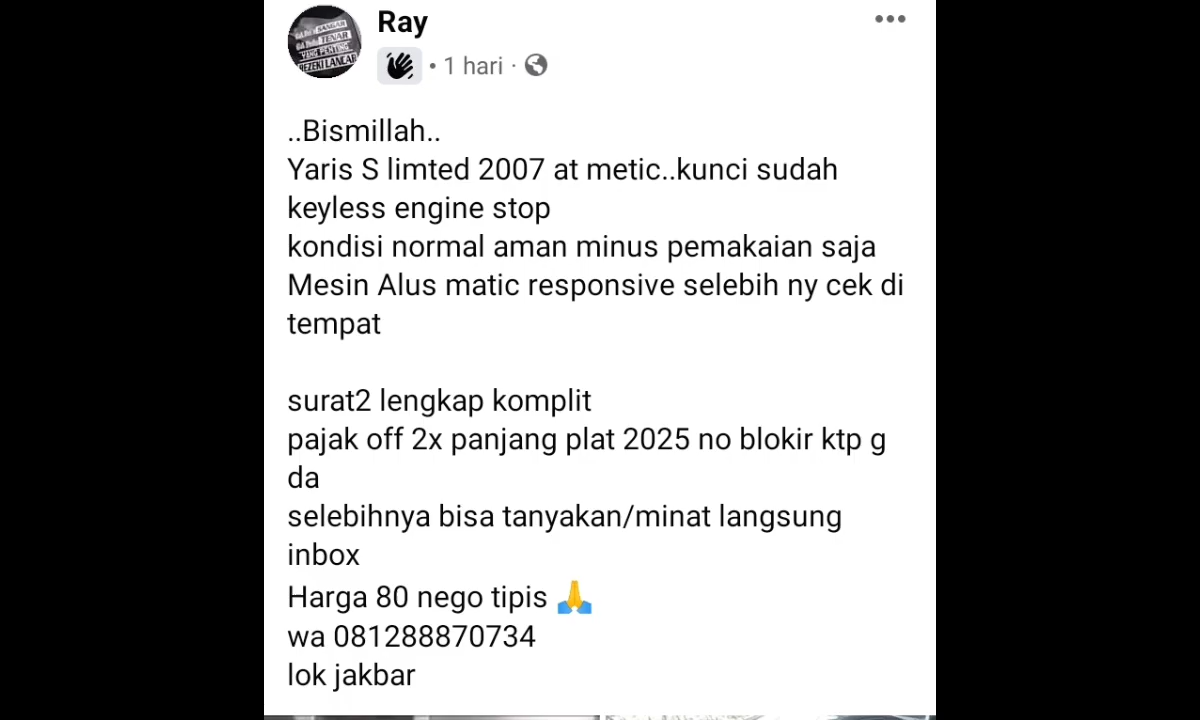 Ray
1 hari
..Bismillah..
Yaris S limted 2007 at metic..kunci sudah
keyless engine stop
kondisi normal aman minus pemakaian saja
Mesin Alus matic responsive selebih ny cek di
tempat
surat2 lengkap komplit
pajak off 2x panjang plat 2025 no blokir ktp g
da
selebihnya bisa tanyakan/minat langsung
inbox
Harga 80 nego tipis 🙏
wa 081288870734
lok jakbar